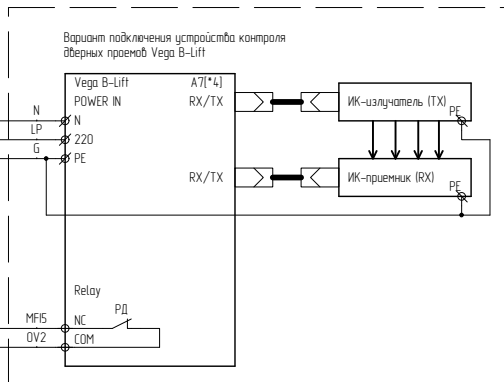 Вариант подключения устройства контроля
дверных проемов Vega B-Lift
Vega B-Lift A7[*4]
POWER IN RX/TX
ИК-излучатель (TX)
PE
N N
LP 220
G PE
RX/TX
ИК-приемник (RX)
PE
Relay
РД
MFI5 NC
0V2 COM